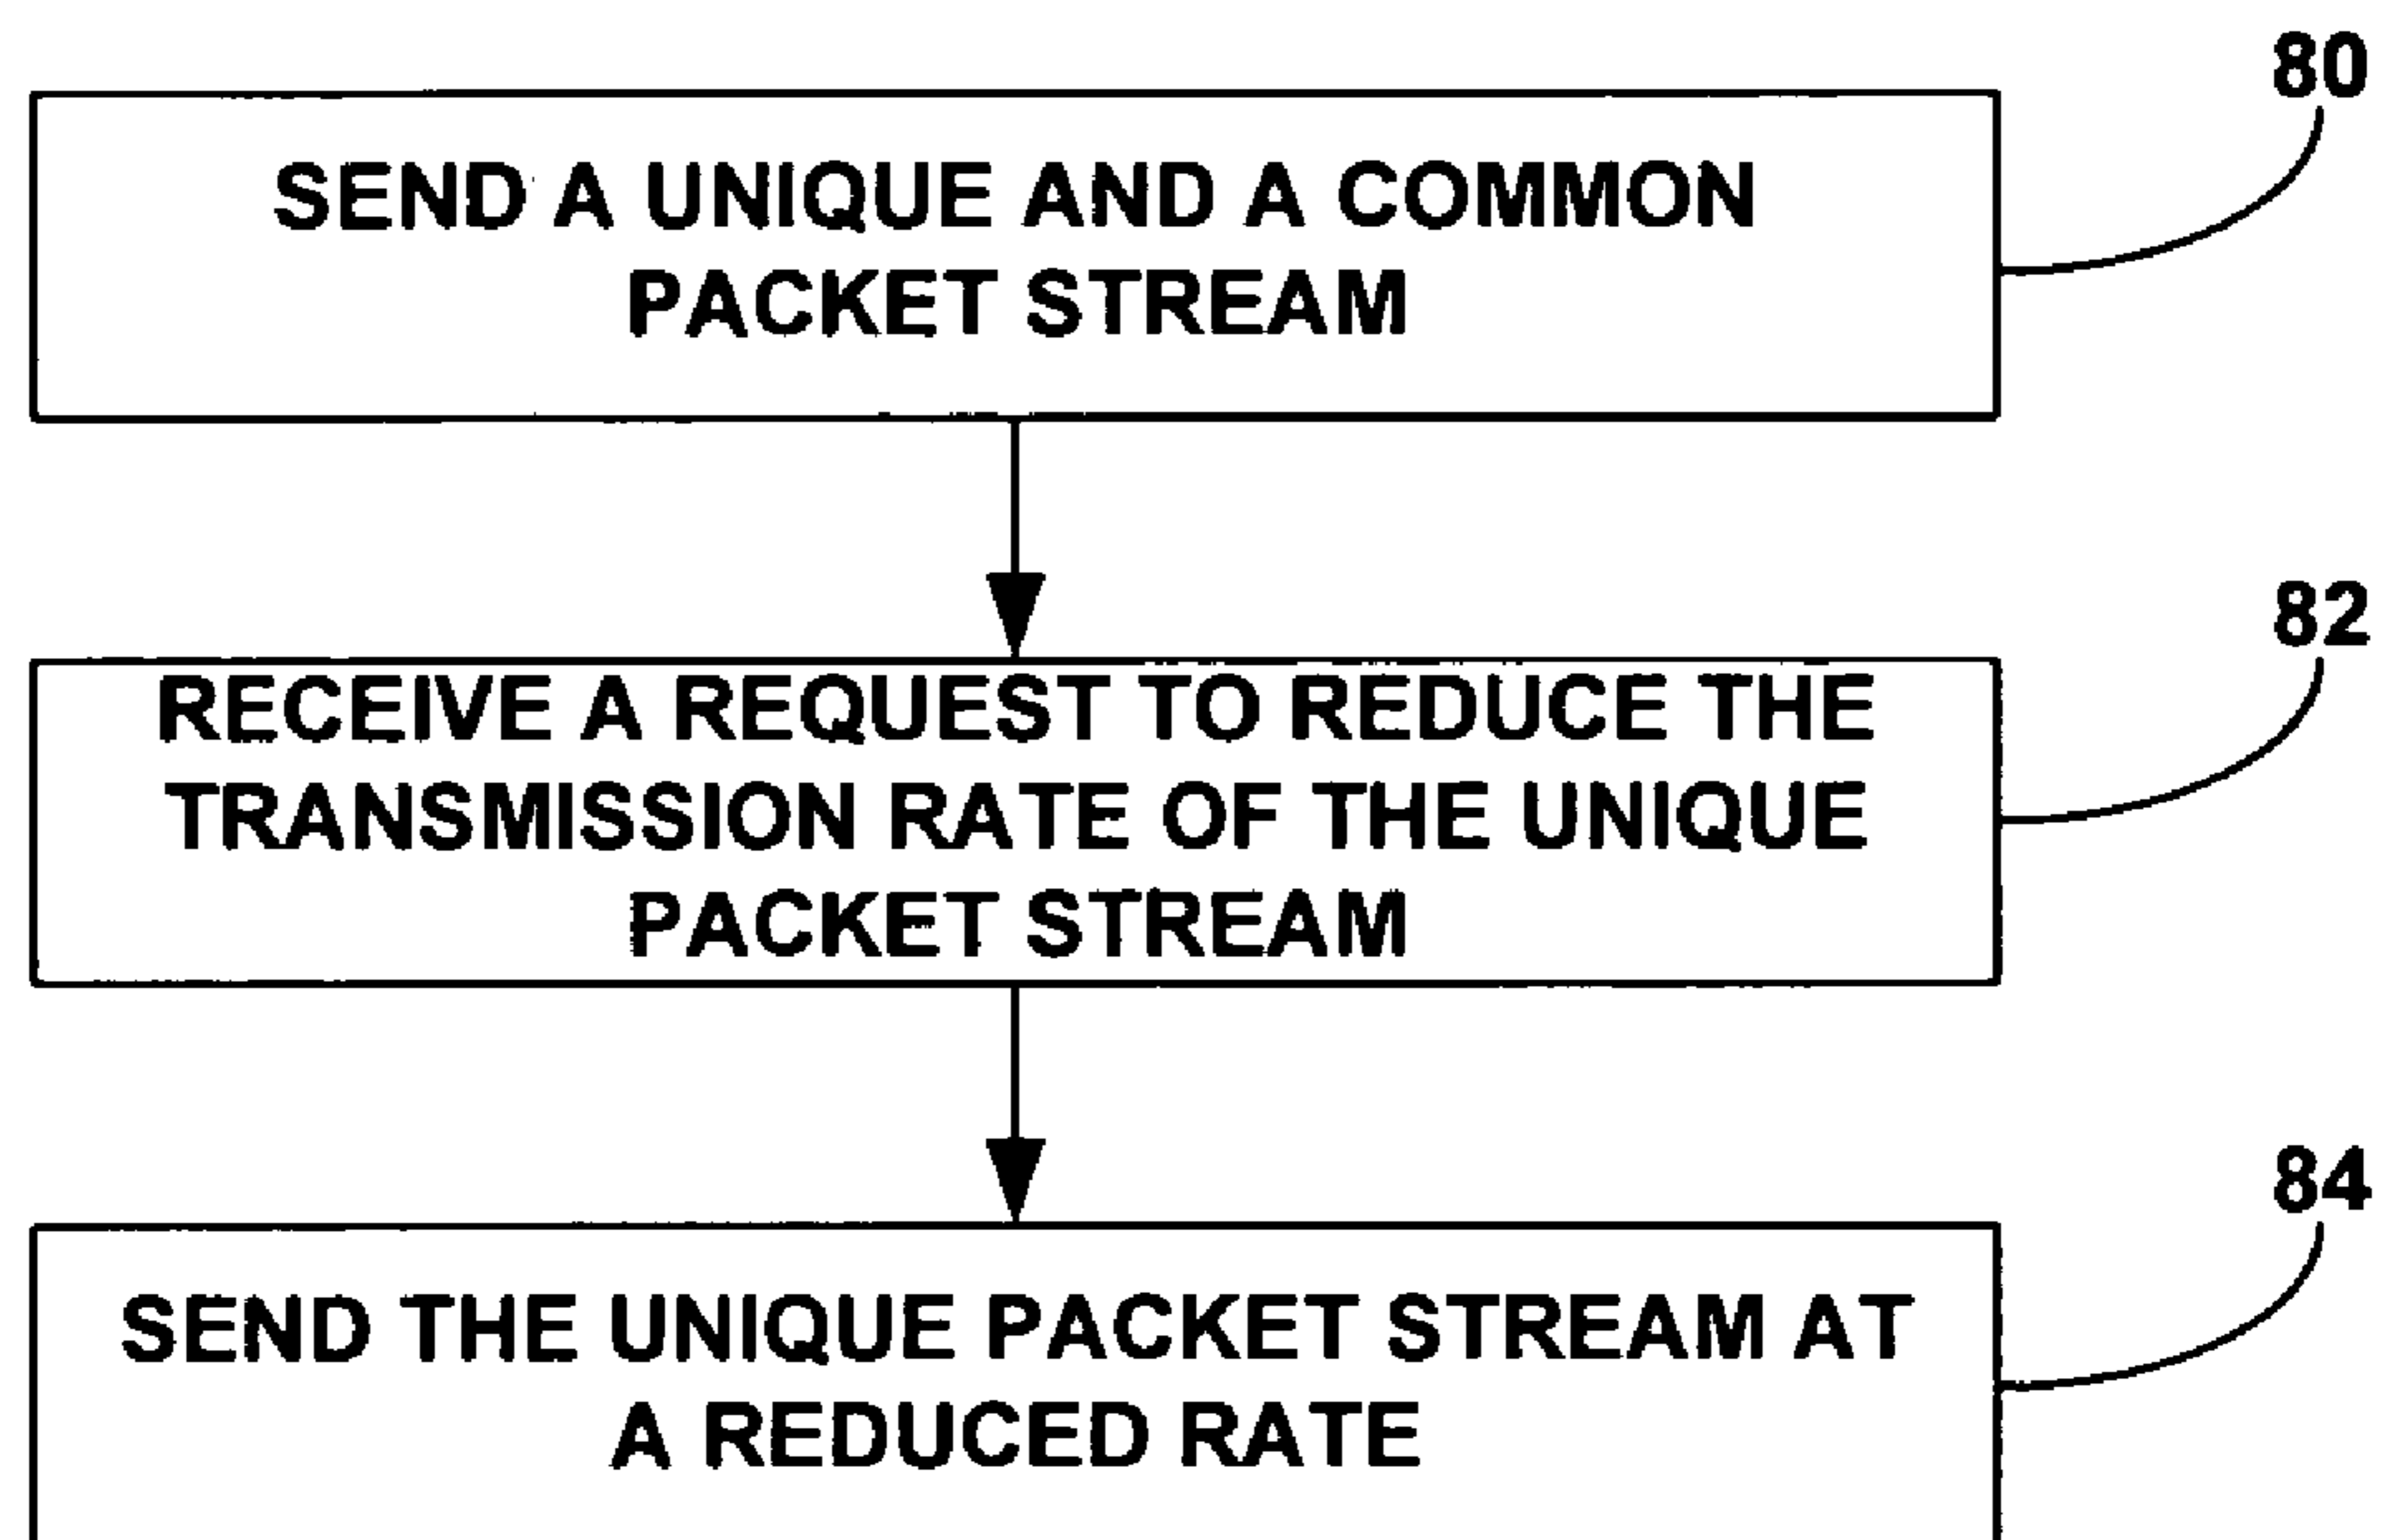 80
SEND A UNIQUE AND A COMMON
PACKET STREAM
82
RECEIVE A REQUEST TO REDUCE THE
TRANSMISSION RATE OF THE UNIQUE
PACKET STREAM
84
SEND THE UNIQUE PACKET STREAM AT
A REDUCED RATE